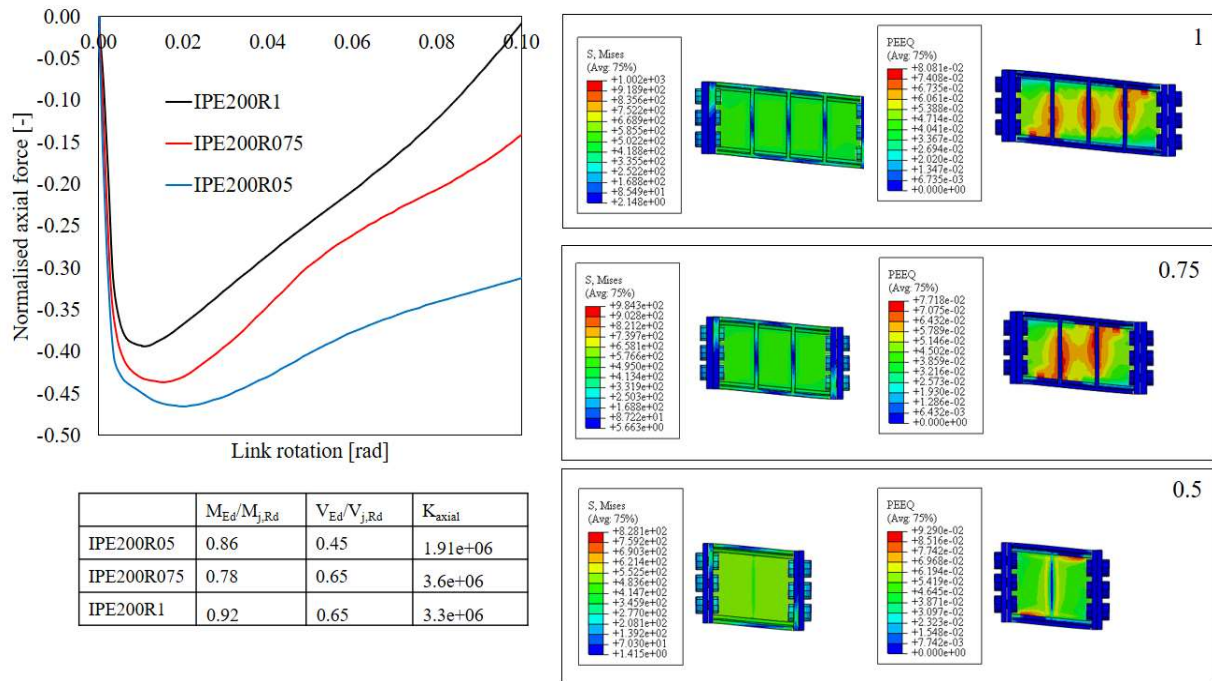 0.00
0.00 0.02 0.04 0.06 0.08 0.10
-0.05
-0.10
-0.15
-0.20
-0.25
-0.30
-0.35
-0.40
-0.45
-0.50
Normalised axial force [-]
IPE200R1
IPE200R075
IPE200R05
Link rotation [rad]
M_Ed/M_j,Rd V_Ed/V_j,Rd K_axial
IPE200R05 0.86 0.45 1.91e+06
IPE200R075 0.78 0.65 3.6e+06
IPE200R1 0.92 0.65 3.3e+06
1
S, Mises
(Avg: 75%)
+1.002e+03
+9.189e+02
+8.356e+02
+7.522e+02
+6.689e+02
+5.855e+02
+5.022e+02
+4.188e+02
+3.355e+02
+2.522e+02
+1.688e+02
+8.549e+01
+2.148e+00
PEEQ
(Avg: 75%)
+8.081e-02
+7.408e-02
+6.735e-02
+6.061e-02
+5.388e-02
+4.714e-02
+4.041e-02
+3.367e-02
+2.694e-02
+2.020e-02
+1.347e-02
+6.735e-03
+0.000e+00
0.75
S, Mises
(Avg: 75%)
+9.843e+02
+9.028e+02
+8.212e+02
+7.397e+02
+6.581e+02
+5.766e+02
+4.950e+02
+4.134e+02
+3.319e+02
+2.503e+02
+1.688e+02
+8.722e+01
+5.663e+00
PEEQ
(Avg: 75%)
+7.718e-02
+7.075e-02
+6.432e-02
+5.789e-02
+5.146e-02
+4.502e-02
+3.859e-02
+3.216e-02
+2.573e-02
+1.930e-02
+1.286e-02
+6.432e-03
+0.000e+00
0.5
S, Mises
(Avg: 75%)
+8.281e+02
+7.592e+02
+6.903e+02
+6.214e+02
+5.525e+02
+4.836e+02
+4.147e+02
+3.459e+02
+2.770e+02
+2.081e+02
+1.392e+02
+7.030e+01
+1.415e+00
PEEQ
(Avg: 75%)
+9.290e-02
+8.516e-02
+7.742e-02
+6.968e-02
+6.194e-02
+5.419e-02
+4.645e-02
+3.871e-02
+3.097e-02
+2.323e-02
+1.548e-02
+7.742e-03
+0.000e+00